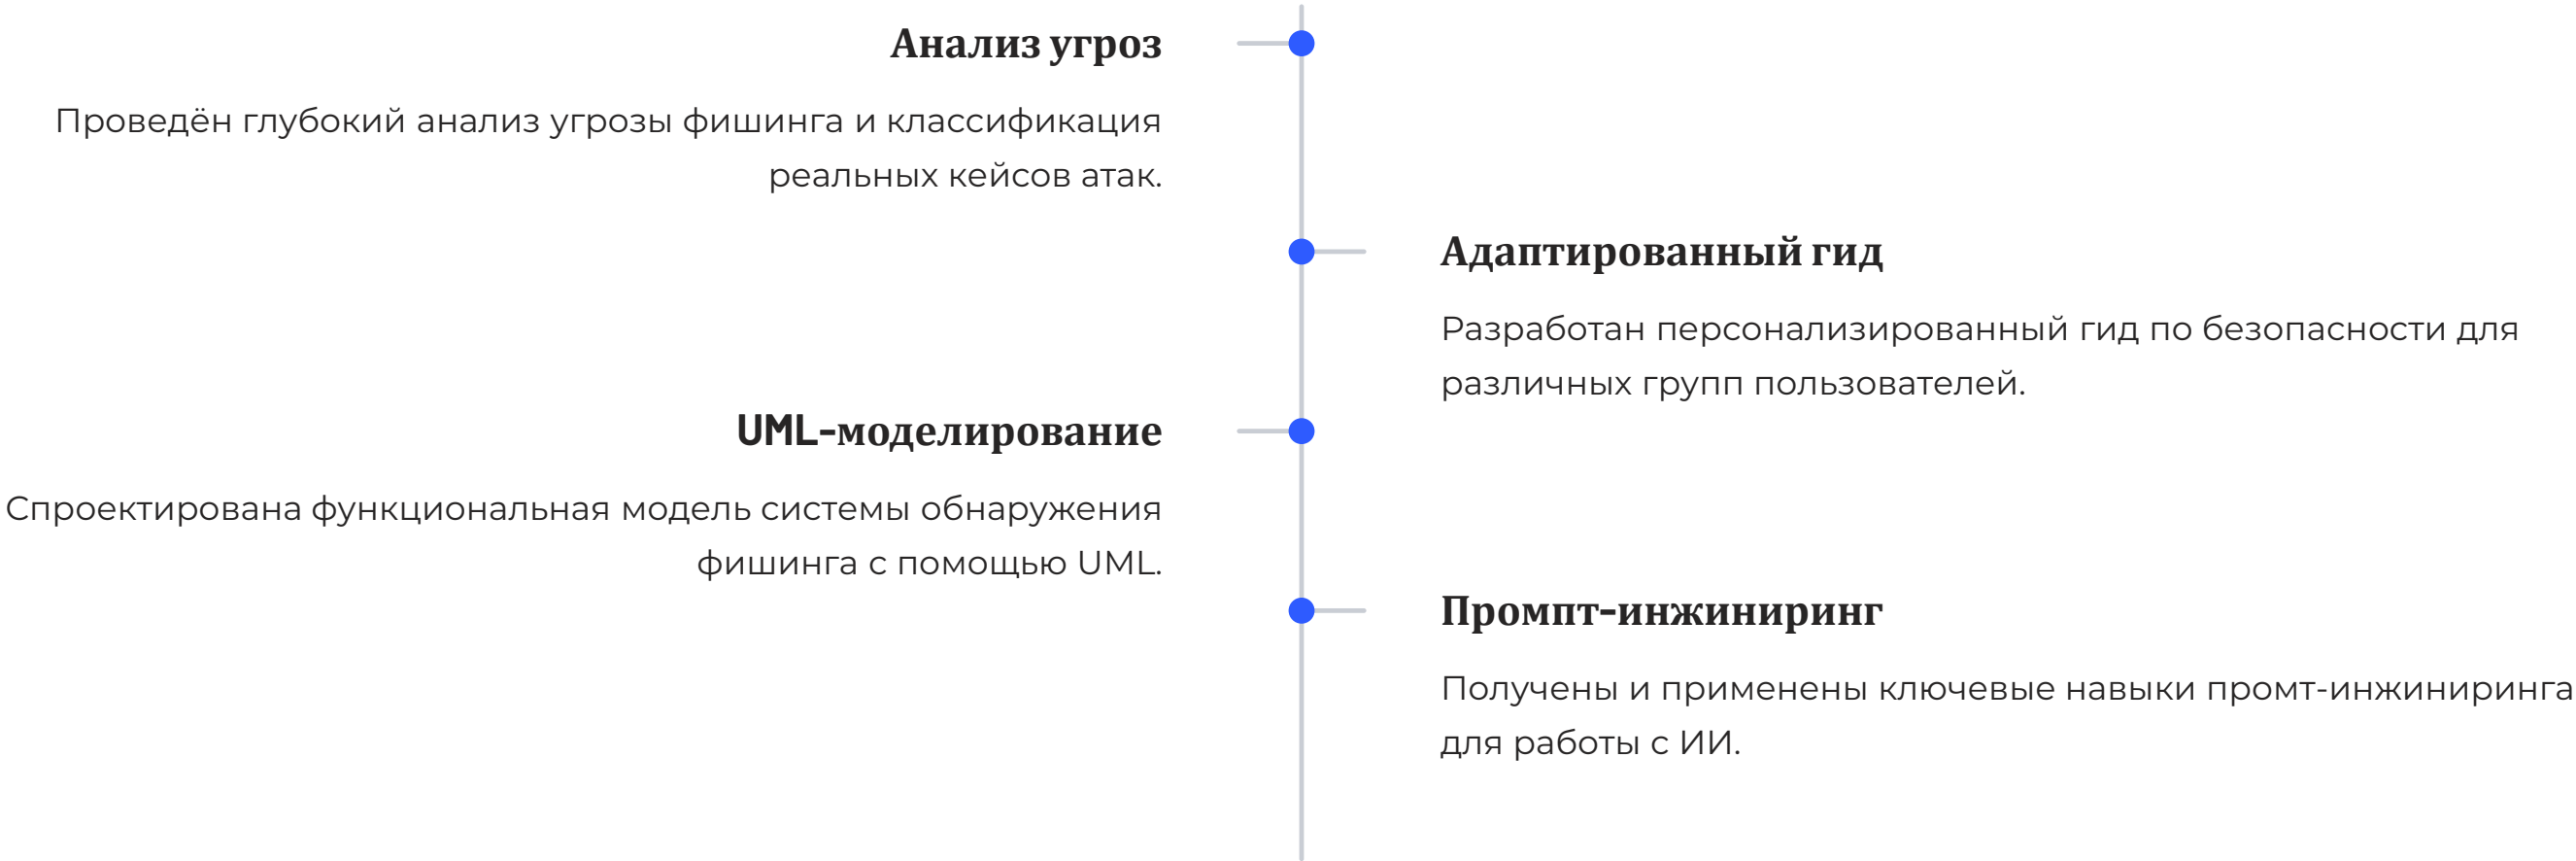 Анализ угроз
Проведён глубокий анализ угрозы фишинга и классификация
реальных кейсов атак.
Адаптированный гид
Разработан персонализированный гид по безопасности для
различных групп пользователей.
UML-моделирование
Спроектирована функциональная модель системы обнаружения
фишинга с помощью UML.
Промпт-инжиниринг
Получены и применены ключевые навыки промт-инжиниринга
для работы с ИИ.